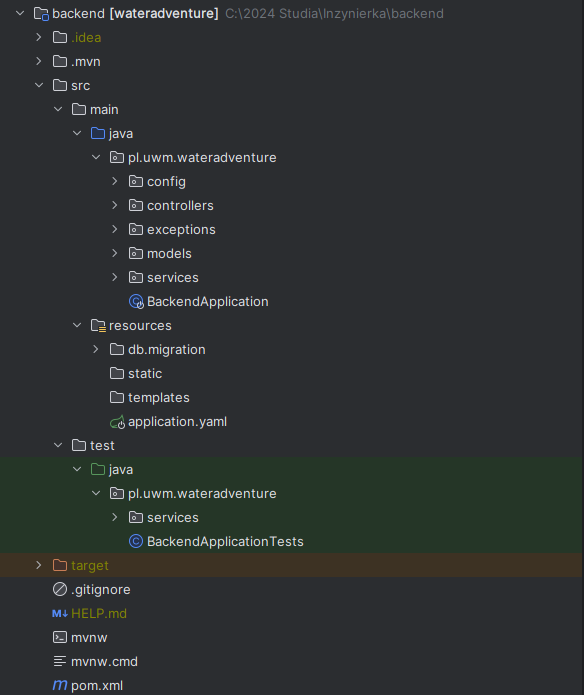 backend [wateradventure] C:\2024 Studia\Inzynierka\backend
.idea
.mvn
src
main
java
pl.uwm.wateradventure
config
controllers
exceptions
models
services
BackendApplication
resources
db.migration
static
templates
application.yaml
test
java
pl.uwm.wateradventure
services
BackendApplicationTests
target
.gitignore
M↓ HELP.md
mvnw
mvnw.cmd
m pom.xml